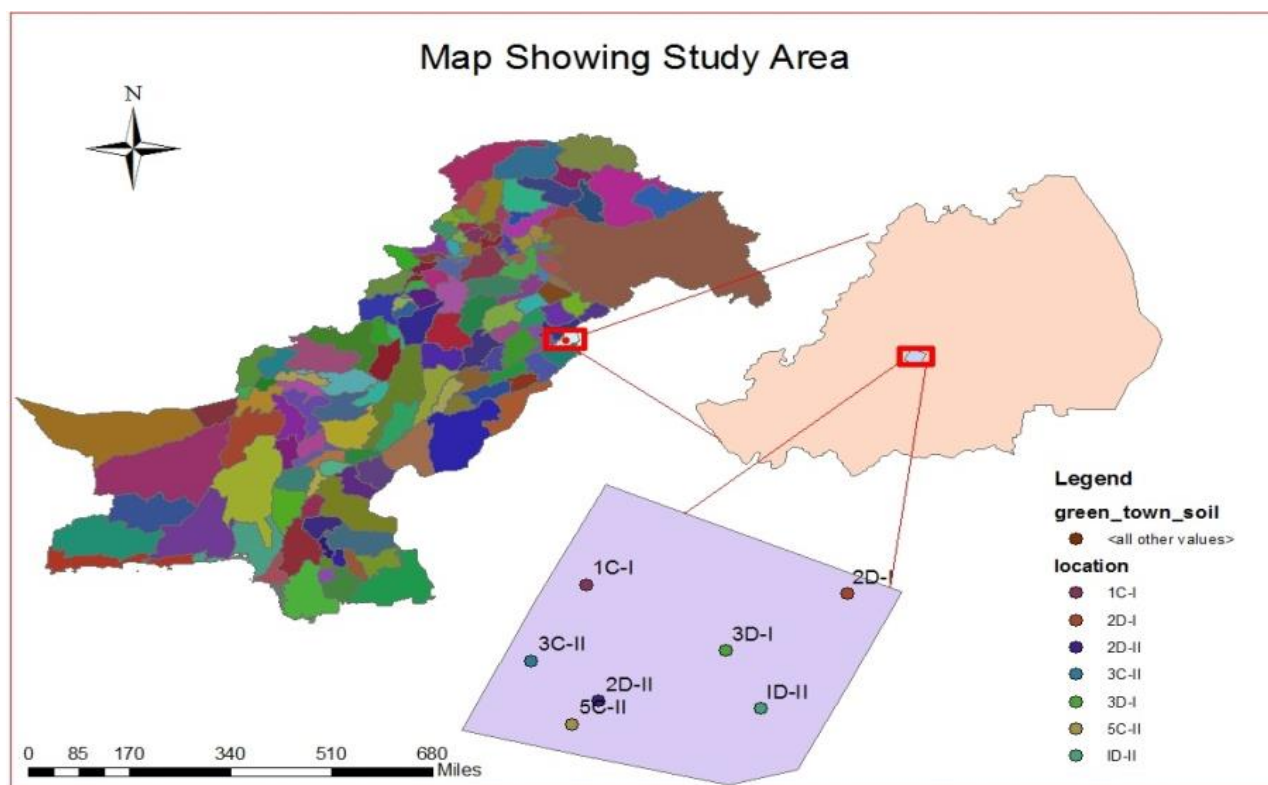 Map Showing Study Area
N
1C-I
2D-I
3C-II
3D-I
2D-II
ID-II
5C-II
0 85 170 340 510 680
Miles
Legend
green_town_soil
<all other values>
location
1C-I
2D-I
2D-II
3C-II
3D-I
5C-II
ID-II